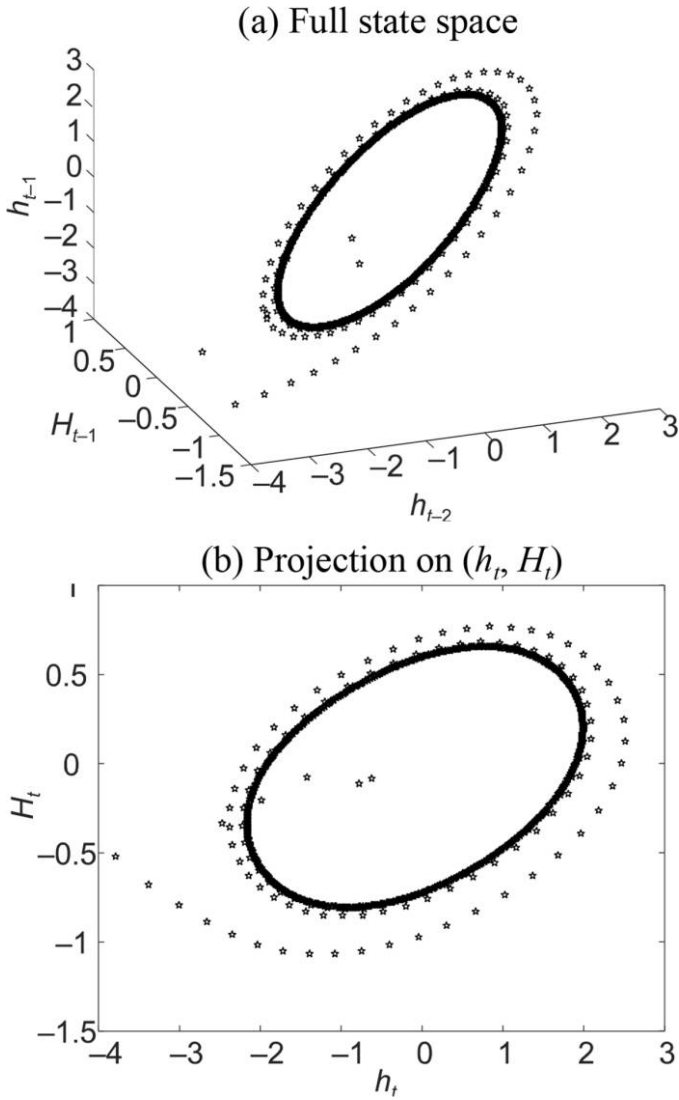 (a) Full state space
3
2
1
0
–1
–2
–3
–4
h_{t–1}
1
0.5
0
–0.5
–1
–1.5
H_{t–1}
–4 –3 –2 –1 0 1 2 3
h_{t–2}
(b) Projection on (h_t, H_t)
1
0.5
0
–0.5
–1
–1.5
H_t
–4 –3 –2 –1 0 1 2 3
h_t